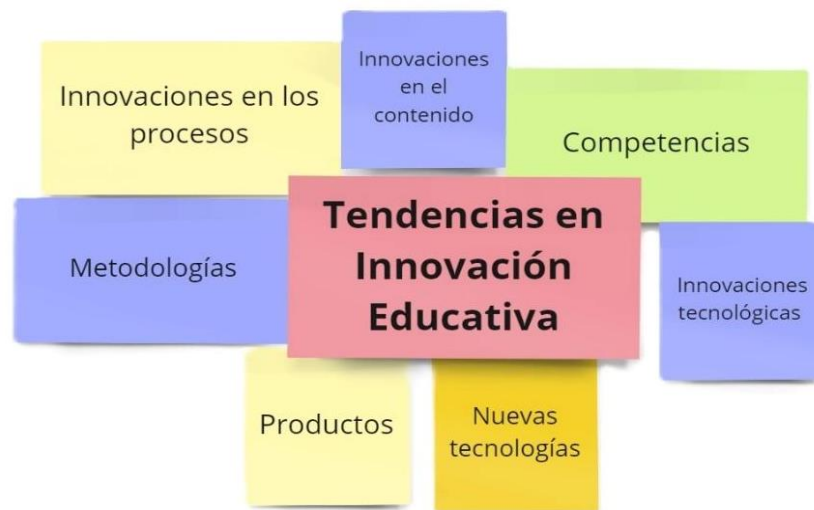 Innovaciones
en el
contenido
Innovaciones en los
procesos
Competencias
Tendencias en
Innovación
Educativa
Metodologías
Innovaciones
tecnológicas
Productos
Nuevas
tecnologías